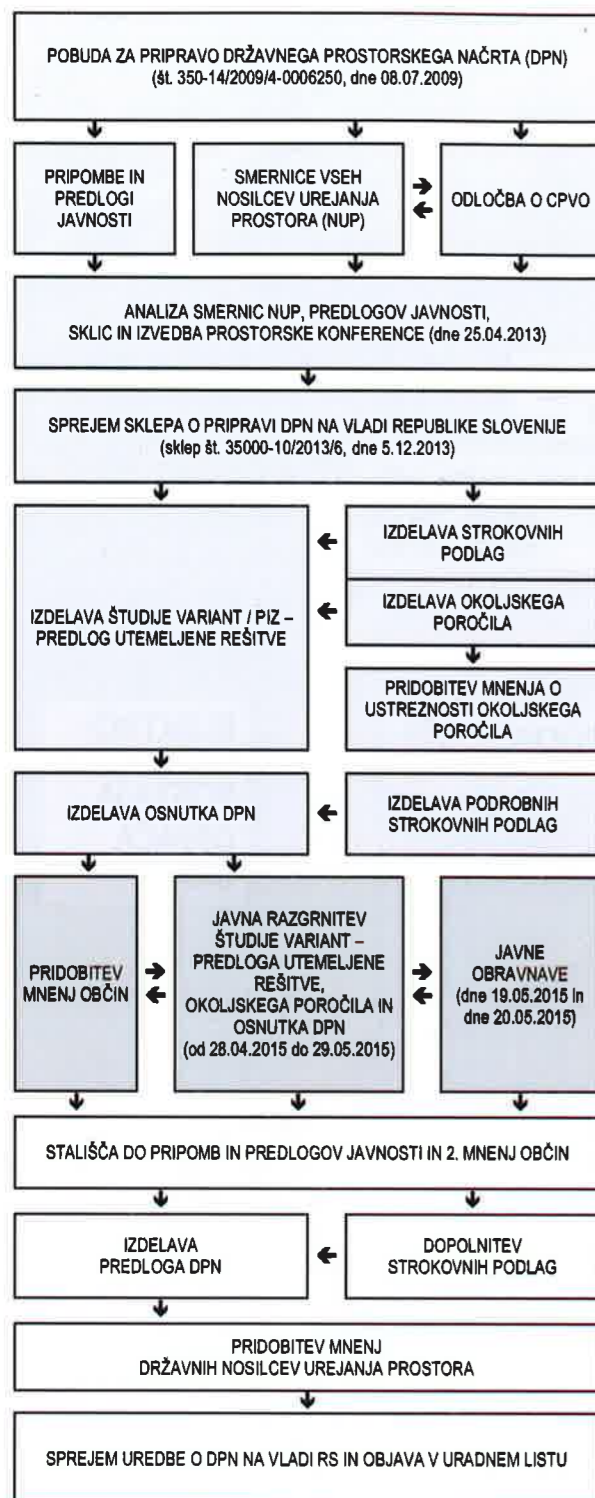 POBUDA ZA PRIPRAVO DRŽAVNEGA PROSTORSKEGA NAČRTA (DPN)
(št. 350-14/2009/4-0006250, dne 08.07.2009)
PRIPOMBE IN
PREDLOGI
JAVNOSTI
SMERNICE VSEH
NOSILCEV UREJANJA
PROSTORA (NUP)
ODLOČBA O CPVO
ANALIZA SMERNIC NUP, PREDLOGOV JAVNOSTI,
SKLIC IN IZVEDBA PROSTORSKE KONFERENCE (dne 25.04.2013)
SPREJEM SKLEPA O PRIPRAVI DPN NA VLADI REPUBLIKE SLOVENIJE
(sklep št. 35000-10/2013/6, dne 5.12.2013)
IZDELAVA ŠTUDIJE VARIANT / PIZ –
PREDLOG UTEMELJENE REŠITVE
IZDELAVA STROKOVNIH
PODLAG
IZDELAVA OKOLJSKEGA
POROČILA
PRIDOBITEV MNENJA O
USTREZNOSTI OKOLJSKEGA
POROČILA
IZDELAVA OSNUTKA DPN
IZDELAVA PODROBNIH
STROKOVNIH PODLAG
PRIDOBITEV
MNENJ OBČIN
JAVNA RAZGRNITEV
ŠTUDIJE VARIANT –
PREDLOGA UTEMELJENE
REŠITVE,
OKOLJSKEGA POROČILA IN
OSNUTKA DPN
(od 28.04.2015 do 29.05.2015)
JAVNE
OBRAVNAVE
(dne 19.05.2015 in
dne 20.05.2015)
STALIŠČA DO PRIPOMB IN PREDLOGOV JAVNOSTI IN 2. MNENJ OBČIN
IZDELAVA
PREDLOGA DPN
DOPOLNITEV
STROKOVNIH PODLAG
PRIDOBITEV MNENJ
DRŽAVNIH NOSILCEV UREJANJA PROSTORA
SPREJEM UREDBE O DPN NA VLADI RS IN OBJAVA V URADNEM LISTU